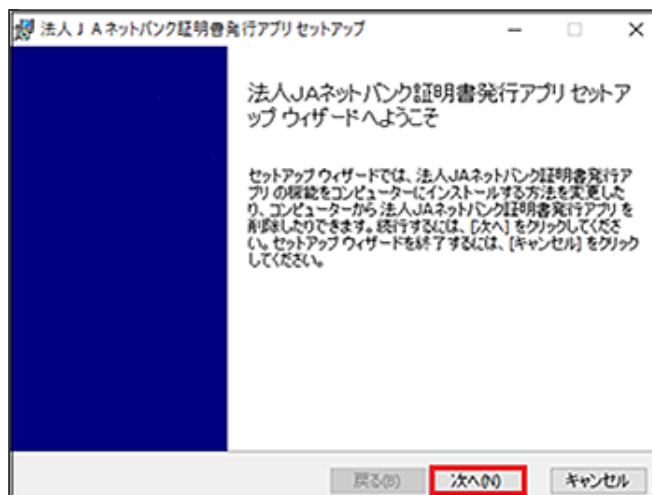 法人ＪＡネットバンク証明書発行アプリ セットアップ
法人JAネットバンク証明書発行アプリ セットア
ップ ウィザードへようこそ
セットアップ ウィザードでは、法人JAネットバンク証明書発行ア
プリ の機能をコンピューターにインストールする方法を変更した
り、コンピューターから 法人JAネットバンク証明書発行アプリ を
削除したりできます。続行するには、[次へ] をクリックしてくださ
い。セットアップ ウィザードを終了するには、[キャンセル] をクリック
してください。
戻る(B)
次へ(N)
キャンセル